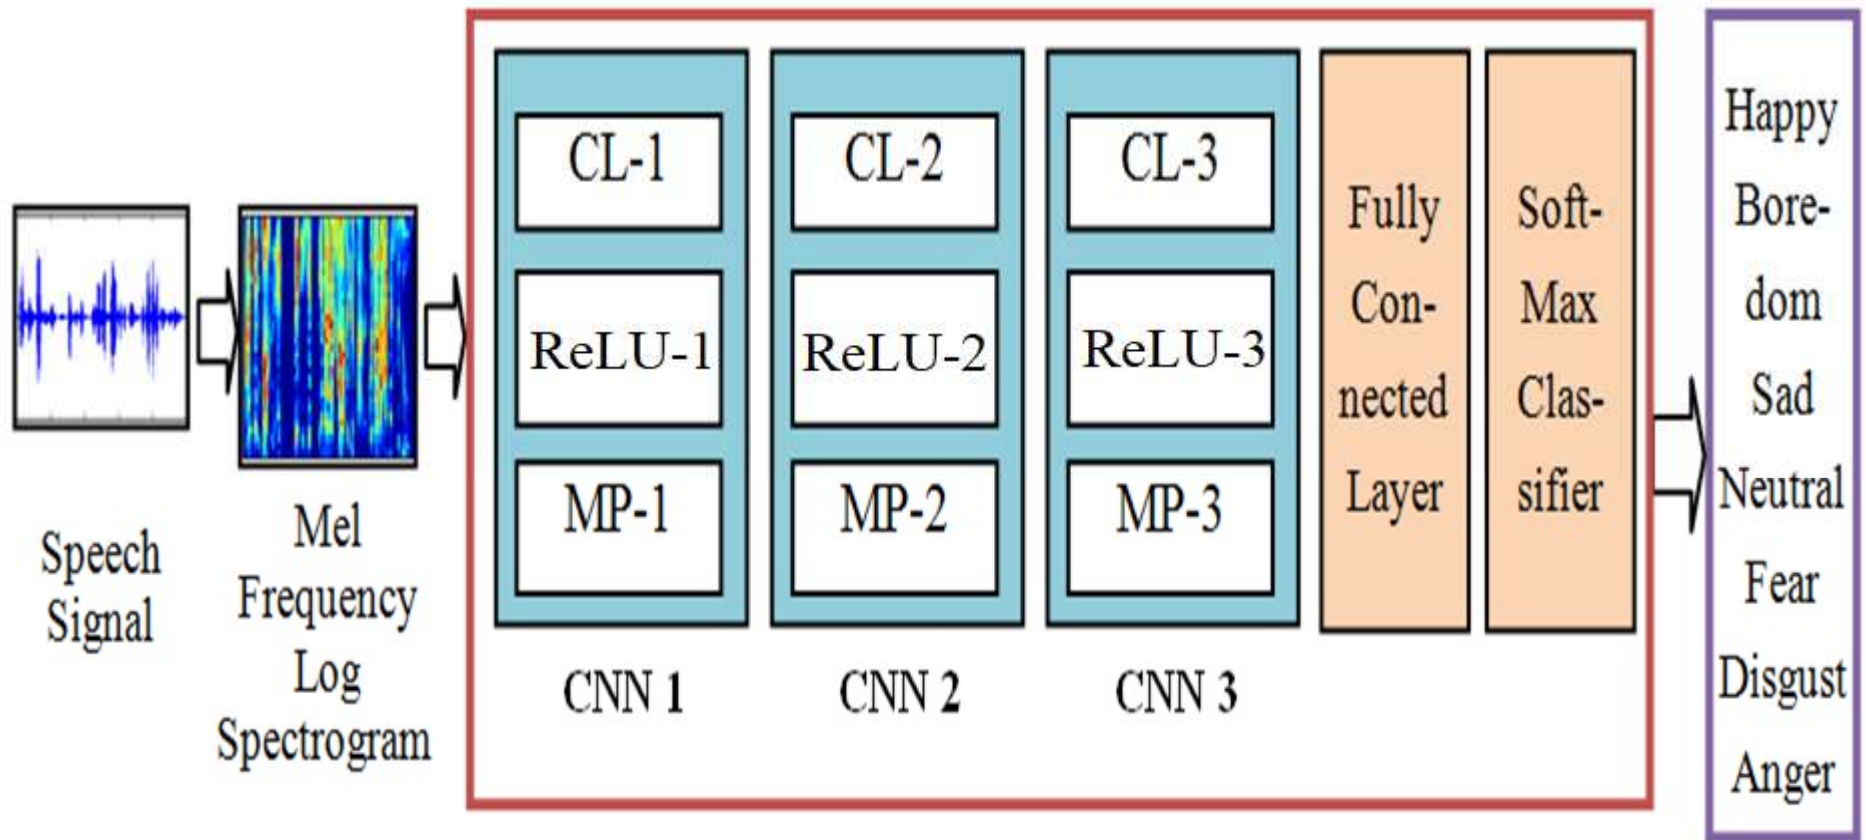 Speech
Signal
Mel
Frequency
Log
Spectrogram
CL-1
ReLU-1
MP-1
CNN 1
CL-2
ReLU-2
MP-2
CNN 2
CL-3
ReLU-3
MP-3
CNN 3
Fully
Con-
nected
Layer
Soft-
Max
Clas-
sifier
Happy
Bore-
dom
Sad
Neutral
Fear
Disgust
Anger